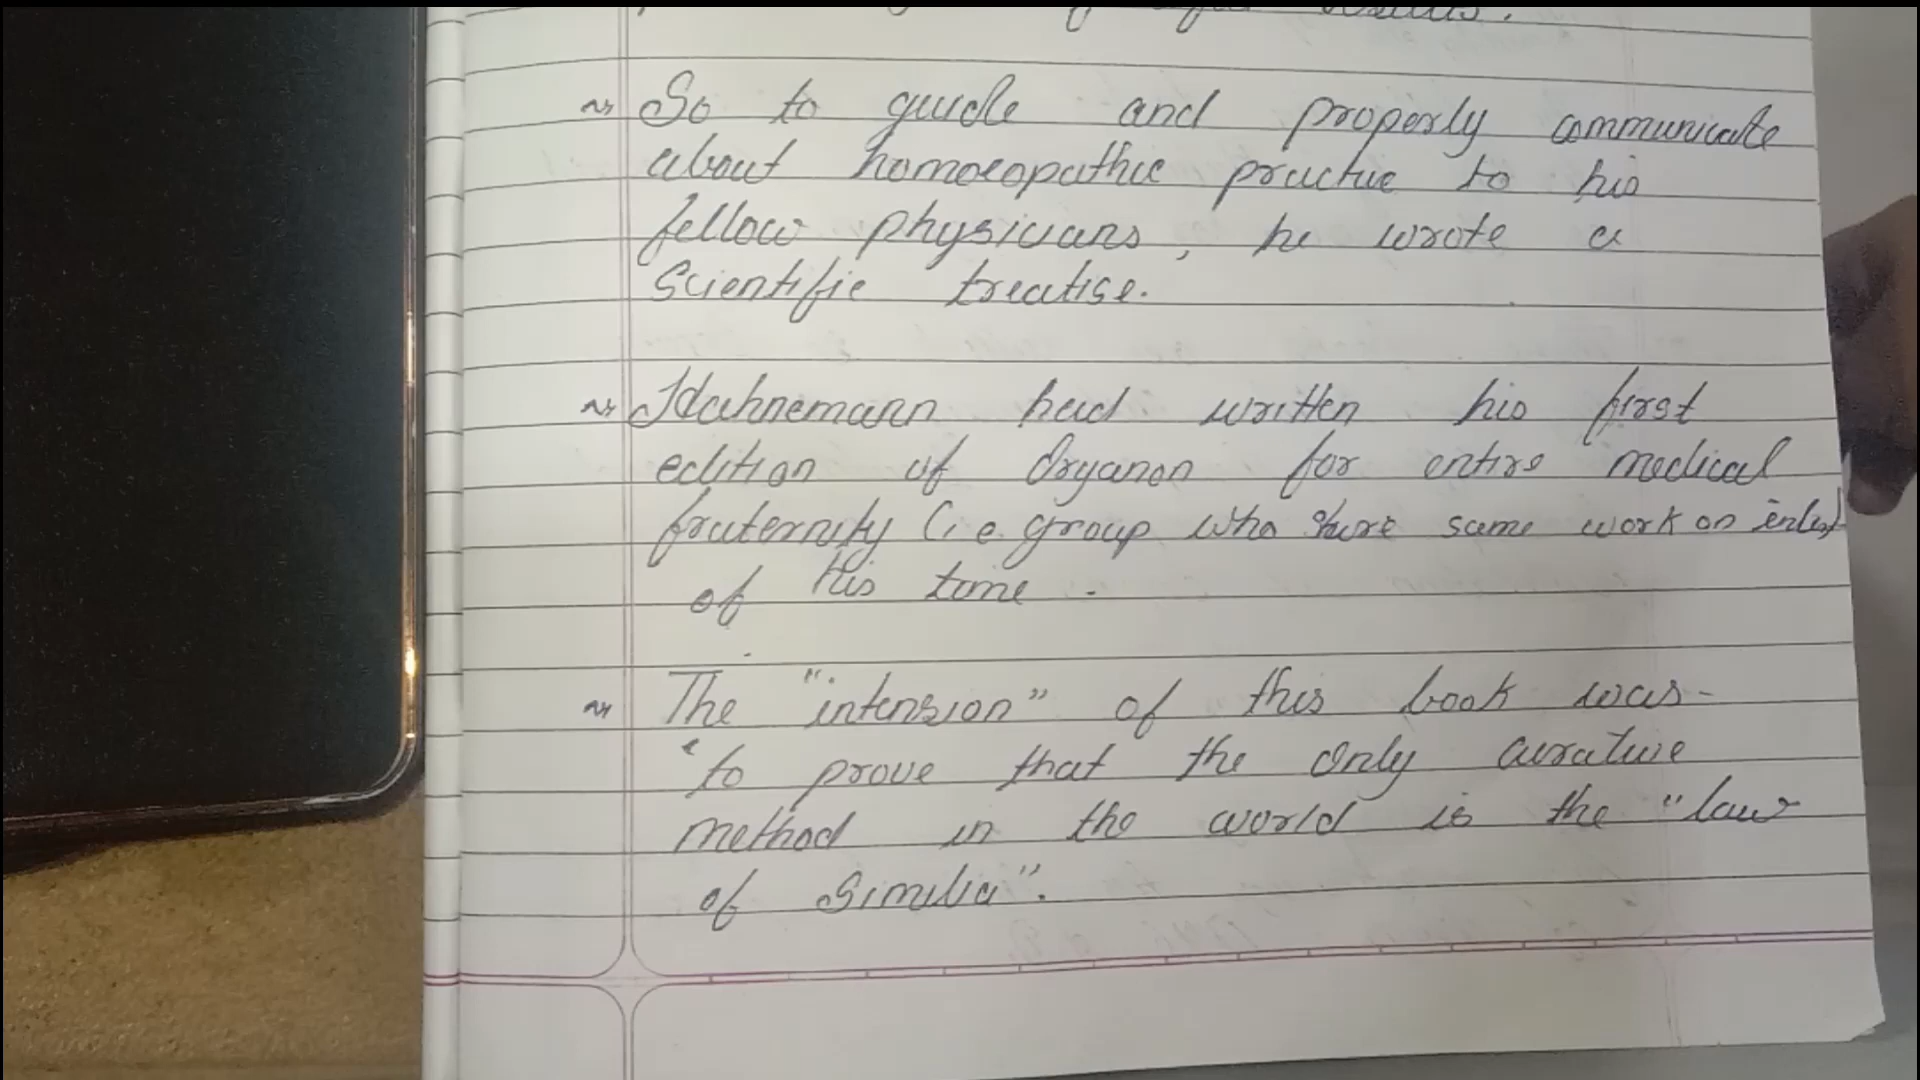 So to guide and properly communicate
about homoeopathic practice to his
fellow physicians, he wrote a
Scientific treatise.
Hahnemann had written his first
edition of Organon for entire medical
fraternity (i.e. group who share same work or
of his time.
The "intension" of this book was-
"to prove that the only curative
method in the world is the "law
of Similia".